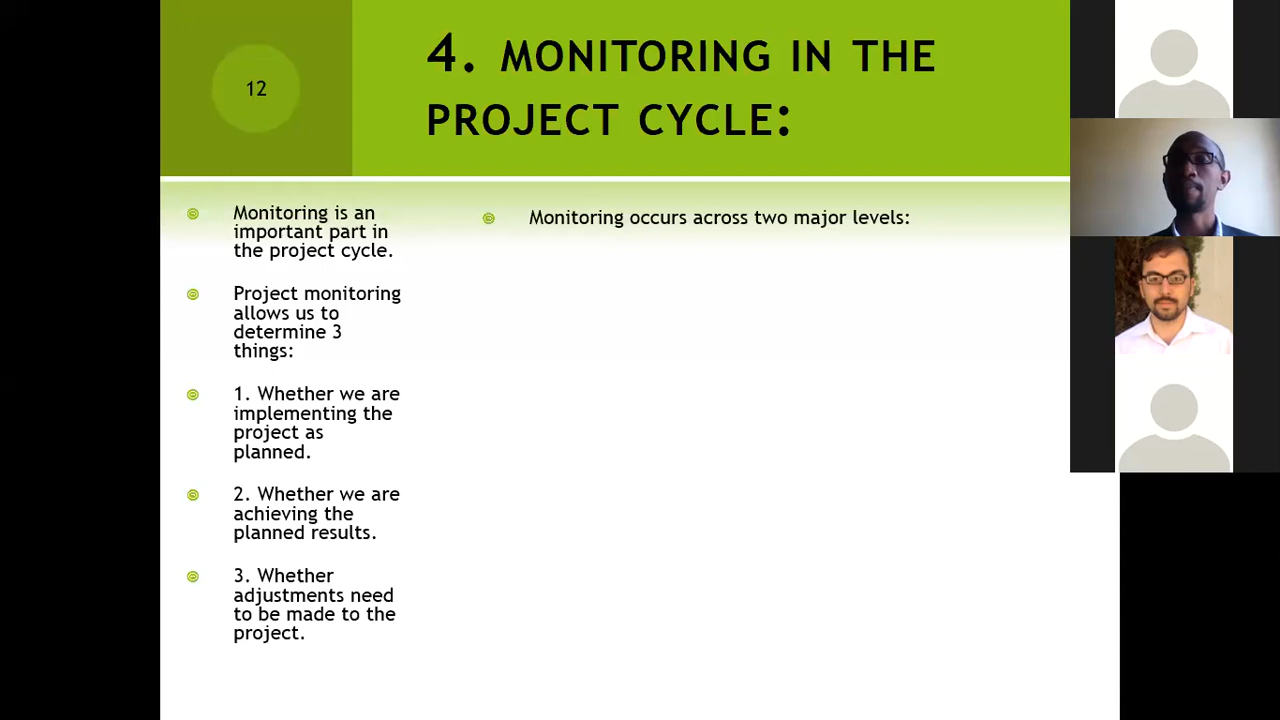 12
4. MONITORING IN THE
PROJECT CYCLE:
Monitoring is an
important part in
the project cycle.
Project monitoring
allows us to
determine 3
things:
1. Whether we are
implementing the
project as
planned.
2. Whether we are
achieving the
planned results.
3. Whether
adjustments need
to be made to the
project.
Monitoring occurs across two major levels: